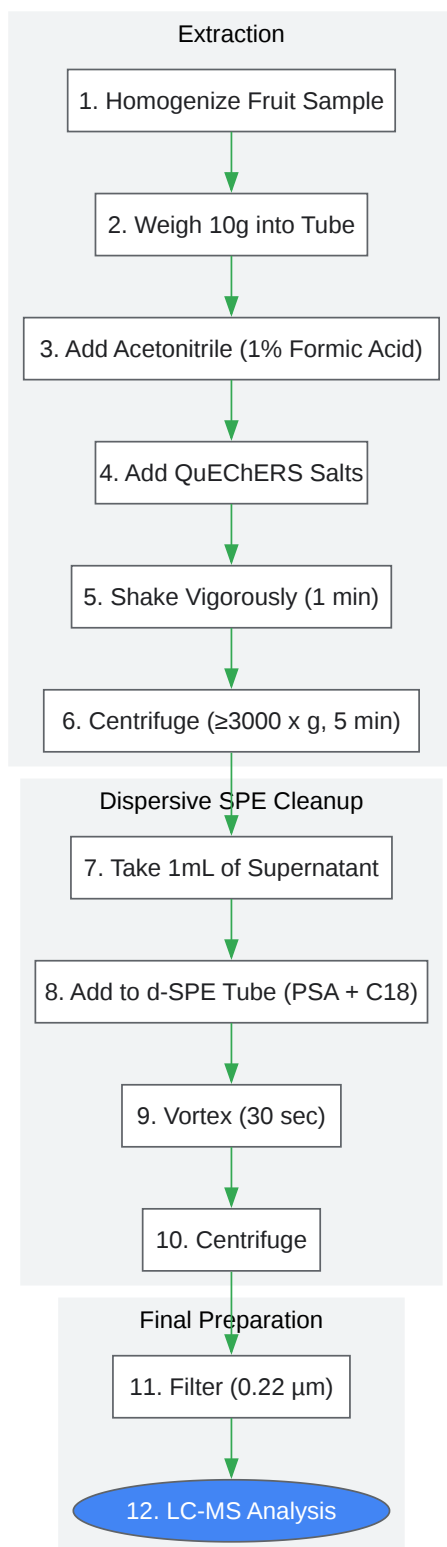 Extraction
1. Homogenize Fruit Sample
2. Weigh 10g into Tube
3. Add Acetonitrile (1% Formic Acid)
4. Add QuEChERS Salts
5. Shake Vigorously (1 min)
6. Centrifuge (≥3000 x g, 5 min)
Dispersive SPE Cleanup
7. Take 1mL of Supernatant
8. Add to d-SPE Tube (PSA + C18)
9. Vortex (30 sec)
10. Centrifuge
Final Preparation
11. Filter (0.22 µm)
12. LC-MS Analysis